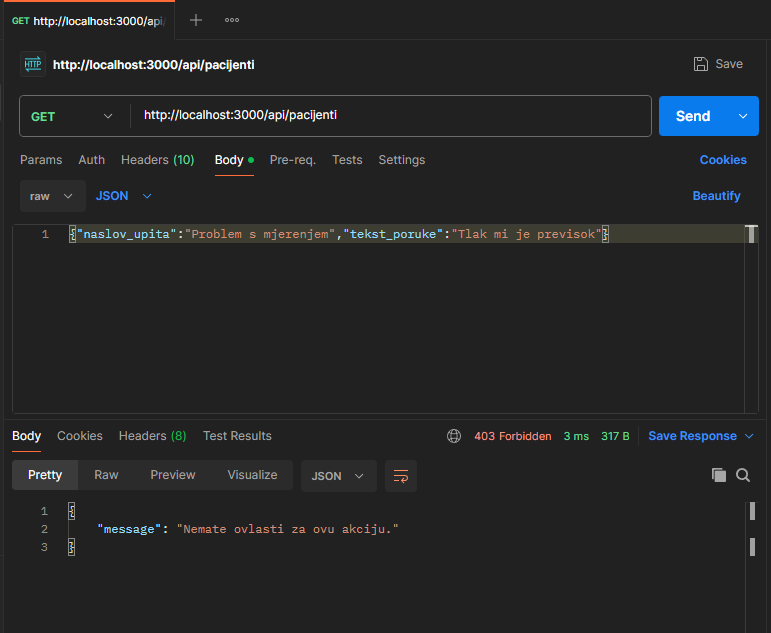 GET http://localhost:3000/api/
HTTP http://localhost:3000/api/pacijenti Save
GET http://localhost:3000/api/pacijenti Send
Params Auth Headers (10) Body Pre-req. Tests Settings Cookies
raw JSON Beautify
1 {"naslov_upita":"Problem s mjerenjem","tekst_poruke":"Tlak mi je previsok"}
Body Cookies Headers (8) Test Results 403 Forbidden 3 ms 317 B Save Response
Pretty Raw Preview Visualize JSON
1 {
2 "message": "Nemate ovlasti za ovu akciju."
3 }